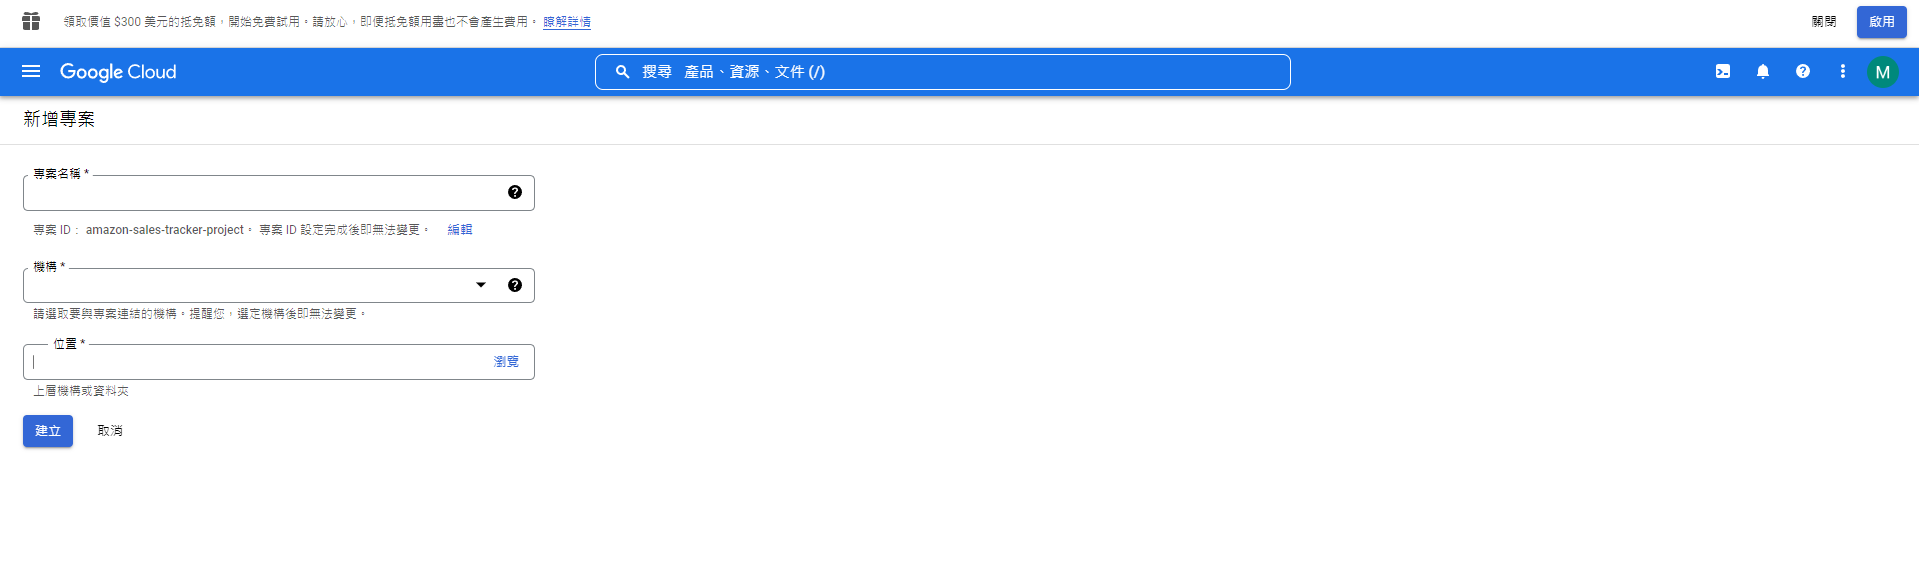 領取價值 $300 美元的抵免額，開始免費試用。請放心，即便抵免額用盡也不會產生費用。 瞭解詳情
關閉
啟用
Google Cloud
搜尋 產品、資源、文件 (/)
M
新增專案
專案名稱 *
專案 ID： amazon-sales-tracker-project。 專案 ID 設定完成後即無法變更。 編輯
機構 *
請選取要與專案連結的機構。提醒您，選定機構後即無法變更。
位置 *
瀏覽
上層機構或資料夾
建立
取消